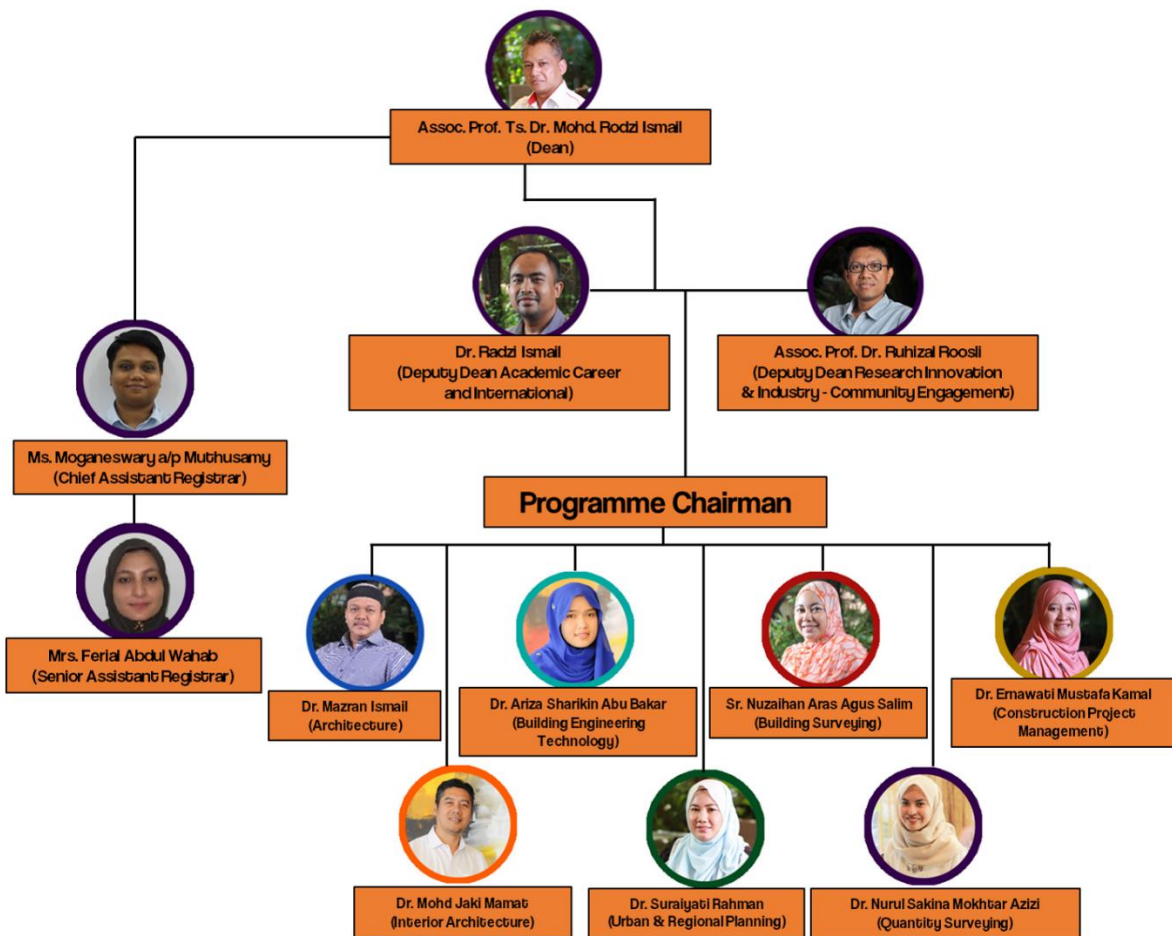 Assoc. Prof. Ts. Dr. Mohd. Rodzi Ismail
(Dean)
Dr. Radzi Ismail
(Deputy Dean Academic Career
and International)
Assoc. Prof. Dr. Ruhizal Roosli
(Deputy Dean Research Innovation
& Industry - Community Engagement)
Ms. Moganeswary a/p Muthusamy
(Chief Assistant Registrar)
Programme Chairman
Mrs. Ferial Abdul Wahab
(Senior Assistant Registrar)
Dr. Mazran Ismail
(Architecture)
Dr. Ariza Sharikin Abu Bakar
(Building Engineering
Technology)
Sr. Nuzaihan Aras Agus Salim
(Building Surveying)
Dr. Ernawati Mustafa Kamal
(Construction Project
Management)
Dr. Mohd Jaki Mamat
(Interior Architecture)
Dr. Suraiyati Rahman
(Urban & Regional Planning)
Dr. Nurul Sakina Mokhtar Azizi
(Quantity Surveying)